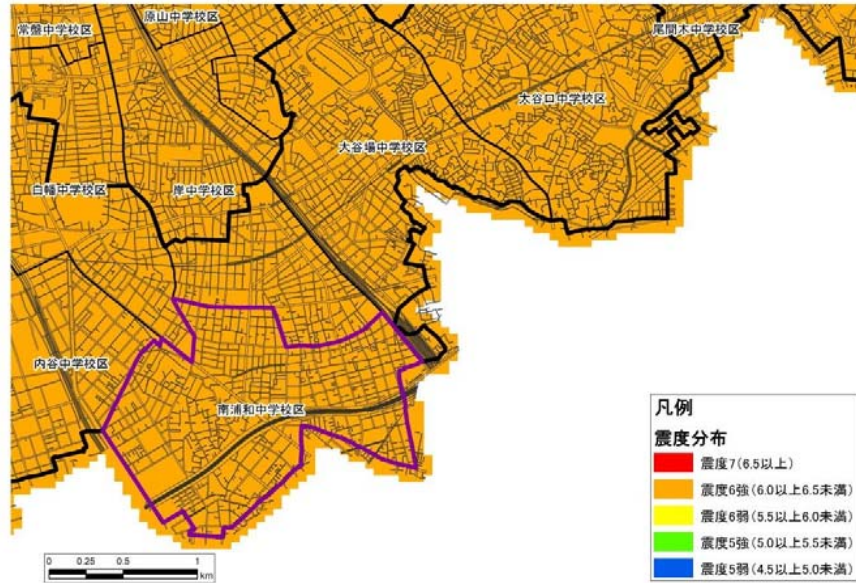 原山中学校区
常盤中学校区
尾間木中学校区
大谷口中学校区
大谷場中学校区
白幡中学校区
岸中学校区
内谷中学校区
南浦和中学校区
凡例
震度分布
震度7(6.5以上)
震度6強(6.0以上6.5未満)
震度6弱(5.5以上6.0未満)
震度5強(5.0以上5.5未満)
震度5弱(4.5以上5.0未満)
0 0.25 0.5 1
km